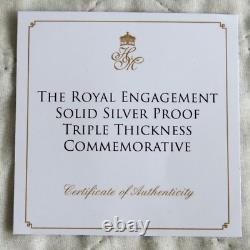 HM
THE ROYAL ENGAGEMENT
SOLID SILVER PROOF
TRIPLE THICKNESS
COMMEMORATIVE
Certificate of Authenticity